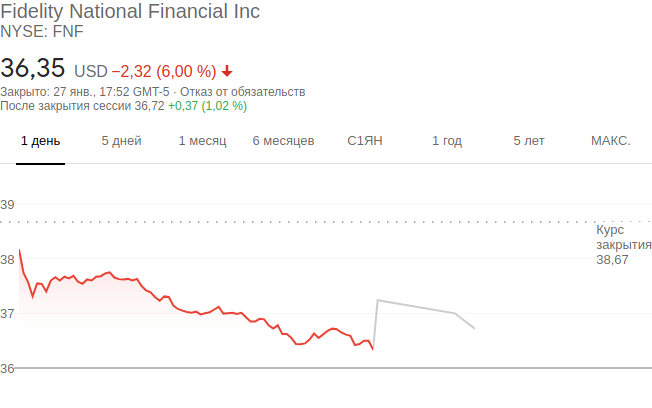 Fidelity National Financial Inc
NYSE: FNF
36,35 USD −2,32 (6,00 %)
Закрыто: 27 янв., 17:52 GMT-5 · Отказ от обязательств
После закрытия сессии 36,72 +0,37 (1,02 %)
1 день 5 дней 1 месяц 6 месяцев С1ЯН 1 год 5 лет МАКС.
39
Курс
закрытия
38,67
38
37
36